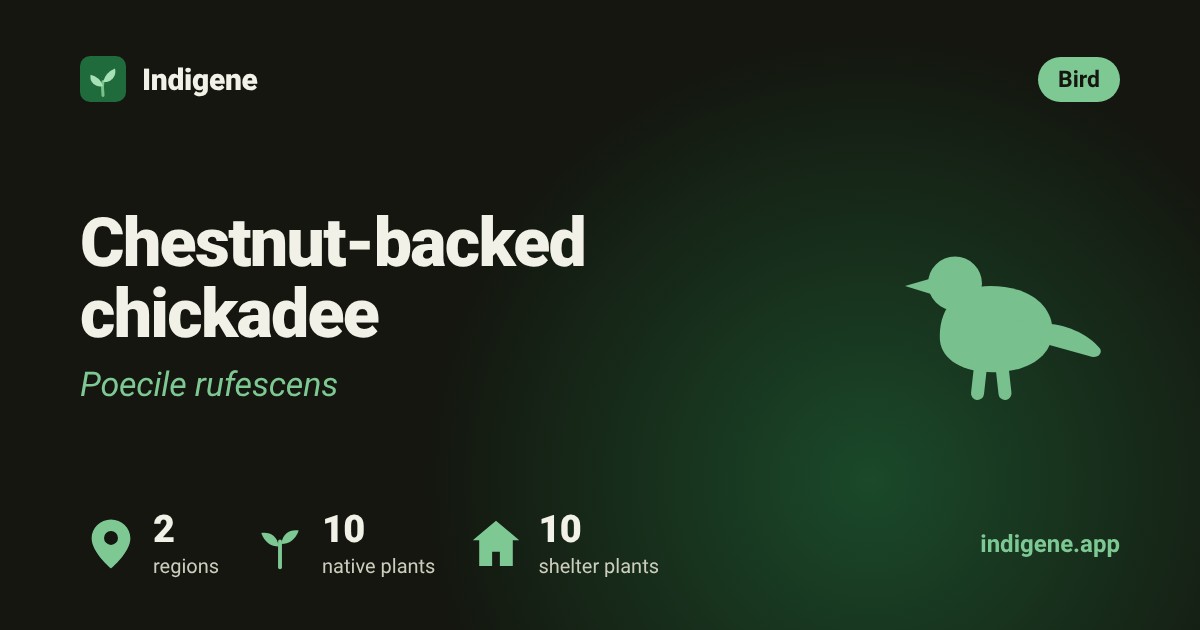 Indigene
Bird
Chestnut-backed
chickadee
Poecile rufescens
2
regions
10
native plants
10
shelter plants
indigene.app